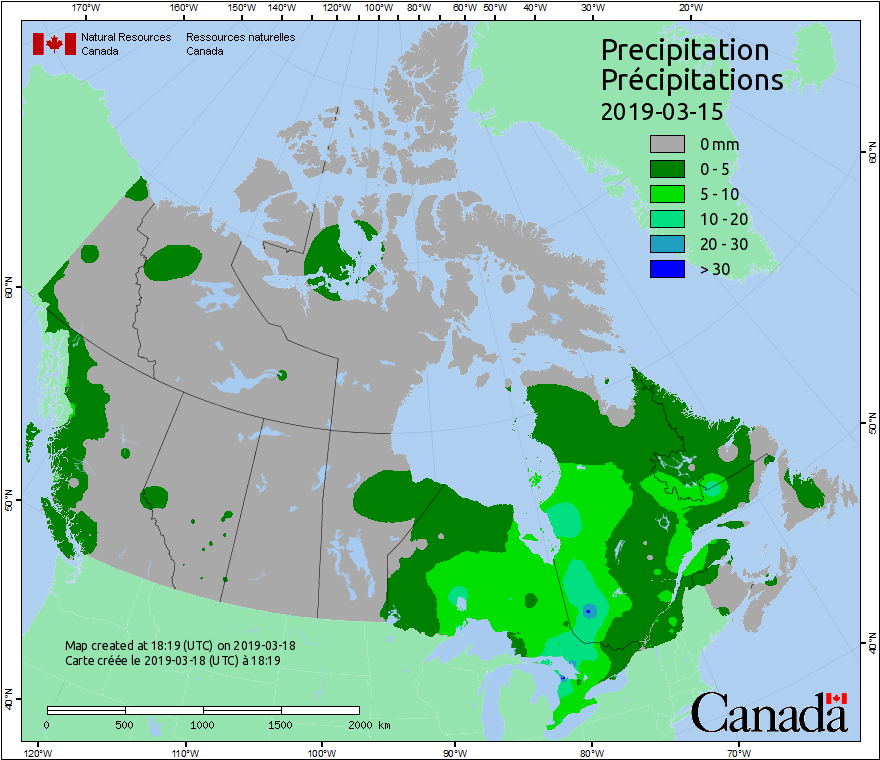 170°W 160°W 150°W 140°W 130°W 120°W 110°W 100°W 90°W 80°W 60°W 50°W 40°W 30°W 20°W
Natural Resources Canada
Ressources naturelles Canada
Precipitation
Précipitations
2019-03-15
0 mm
0 - 5
5 - 10
10 - 20
20 - 30
> 30
60°N
60°N
50°N
50°N
40°N
40°N
Map created at 18:19 (UTC) on 2019-03-18
Carte créée le 2019-03-18 (UTC) à 18:19
0 500 1000 1500 2000 km
Canada
120°W 110°W 100°W 90°W 80°W 70°W